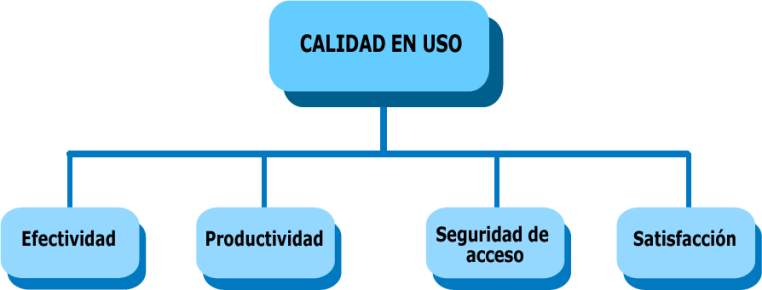 CALIDAD EN USO
Efectividad
Productividad
Seguridad de
acceso
Satisfacción